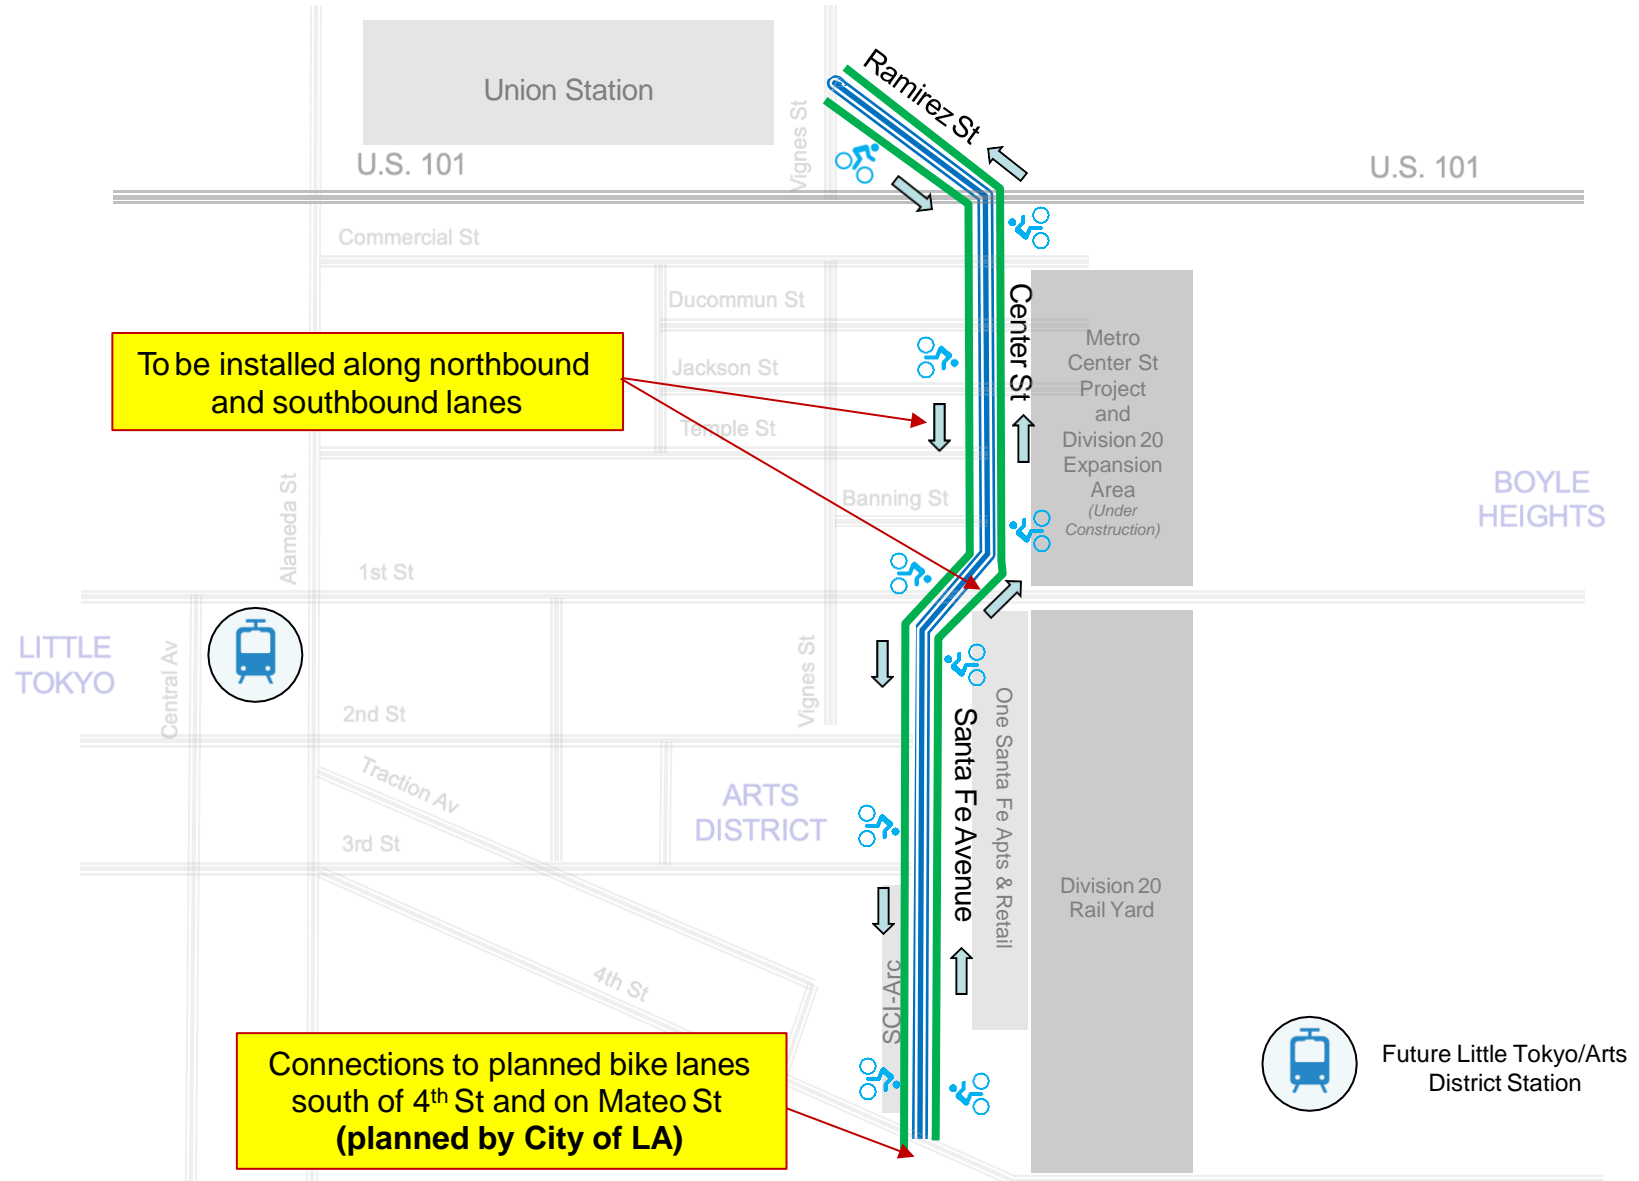 Union Station
Ramirez St
Vignes St
U.S. 101
U.S. 101
Commercial St
Ducommun St
Center St
Metro
Center St
Project
and
Division 20
Expansion
Area
(Under
Construction)
To be installed along northbound
and southbound lanes
Jackson St
Temple St
Banning St
BOYLE
HEIGHTS
Alameda St
1st St
LITTLE
TOKYO
Central Av
Vignes St
2nd St
Traction Av
ARTS
DISTRICT
Santa Fe Avenue
One Santa Fe Apts & Retail
3rd St
Division 20
Rail Yard
4th St
SCI-Arc
Connections to planned bike lanes
south of 4th St and on Mateo St
(planned by City of LA)
Future Little Tokyo/Arts
District Station